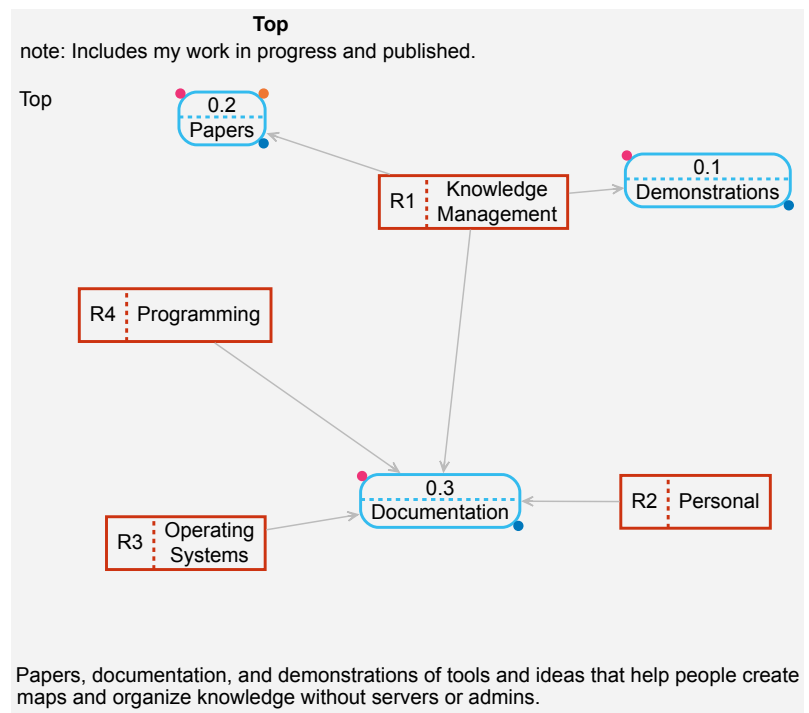 Top
note: Includes my work in progress and published.
Top
0.2
Papers
0.1
Demonstrations
R1
Knowledge
Management
R4
Programming
0.3
Documentation
R2
Personal
R3
Operating
Systems
Papers, documentation, and demonstrations of tools and ideas that help people create
maps and organize knowledge without servers or admins.